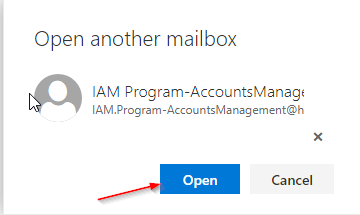 Open another mailbox
IAM Program-AccountsManage
IAM.Program-AccountsManagement@h
×
Open Cancel